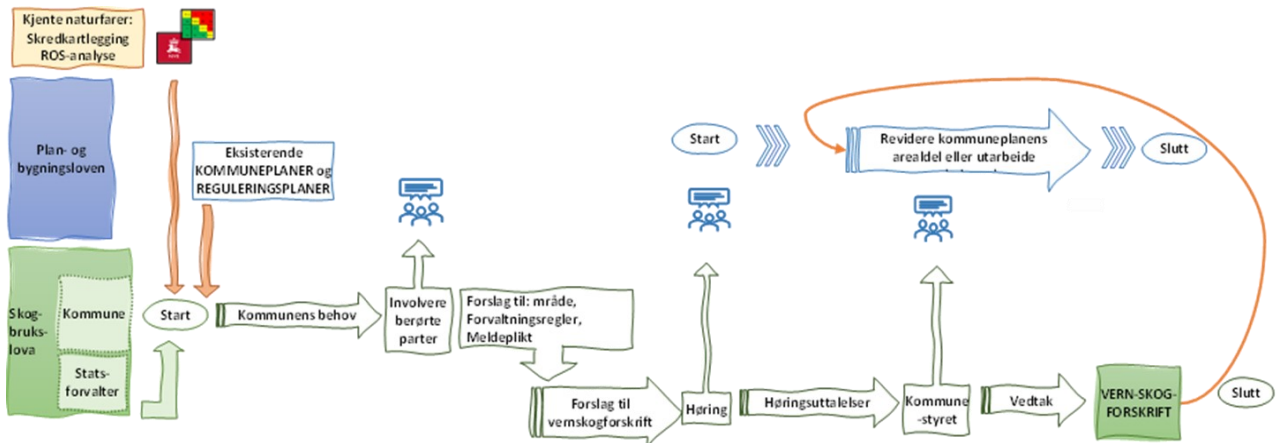 Kjente naturfarer:
Skredkartlegging
ROS-analyse
Plan- og
bygningsloven
Eksisterende
KOMMUNEPLANER og
REGULERINGSPLANER
Start
Revidere kommuneplanens
arealdel eller utarbeide
Slutt
Skog-
bruks-
lova
Kommune
Stats-
forvalter
Start
Kommunens behov
Involvere
berørte
parter
Forslag til: mråde,
Forvaltningsregler,
Meldeplikt
Forslag til
vernskogforskrift
Høring
Høringsuttalelser
Kommune
-styret
Vedtak
VERN-SKOG-
FORSKRIFT
Slutt